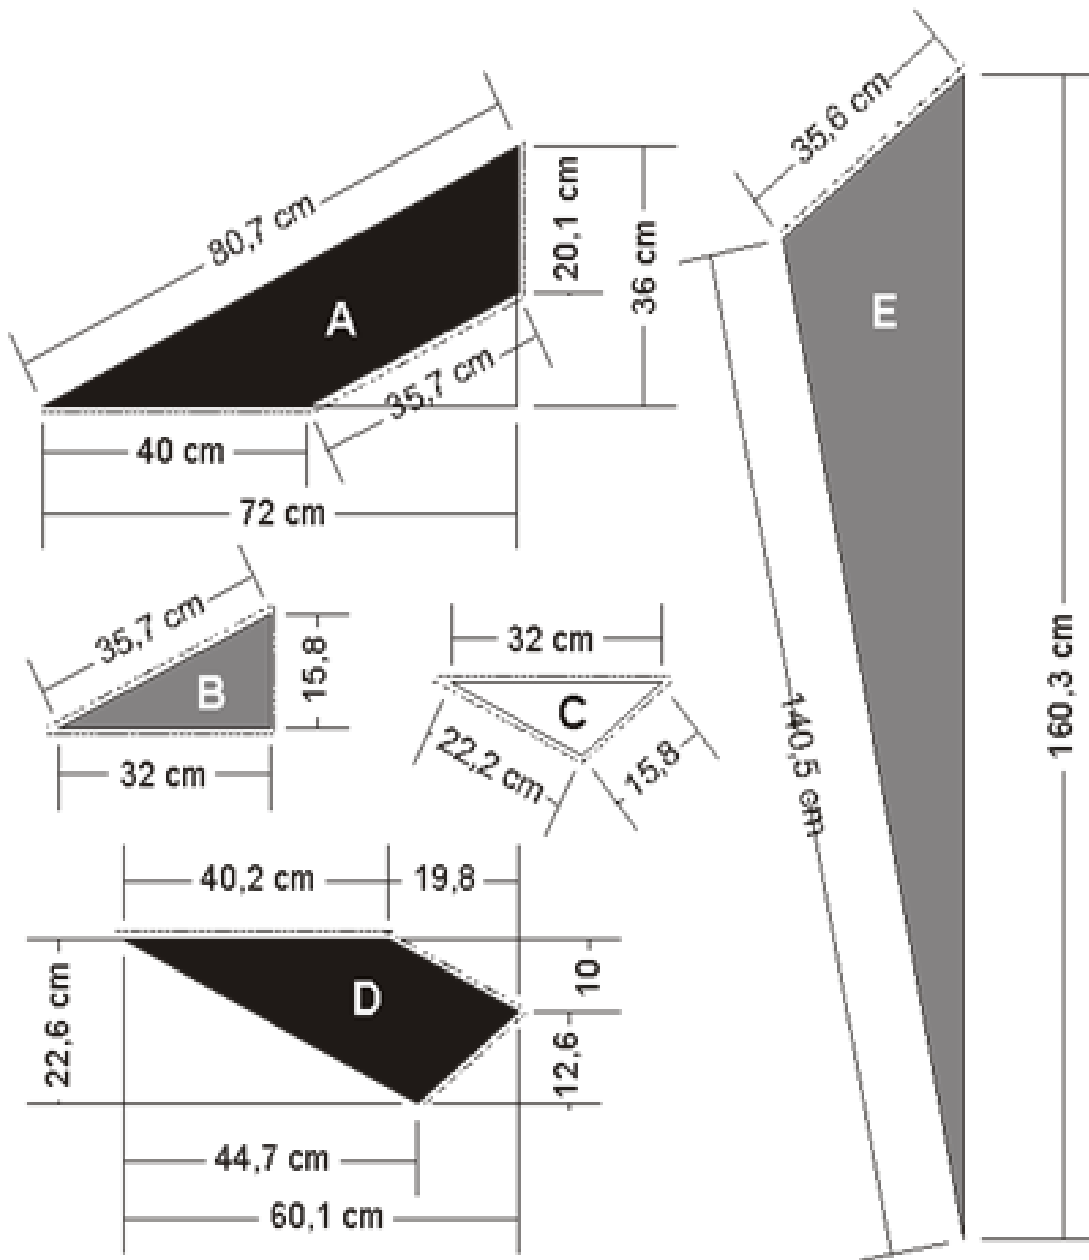 80,7 cm
20,1 cm
36 cm
A
35,7 cm
40 cm
72 cm
35,6 cm
E
140,5 cm
160,3 cm
35,7 cm
15,8
B
32 cm
32 cm
C
22,2 cm
15,8
40,2 cm
19,8
22,6 cm
D
10
12,6
44,7 cm
60,1 cm